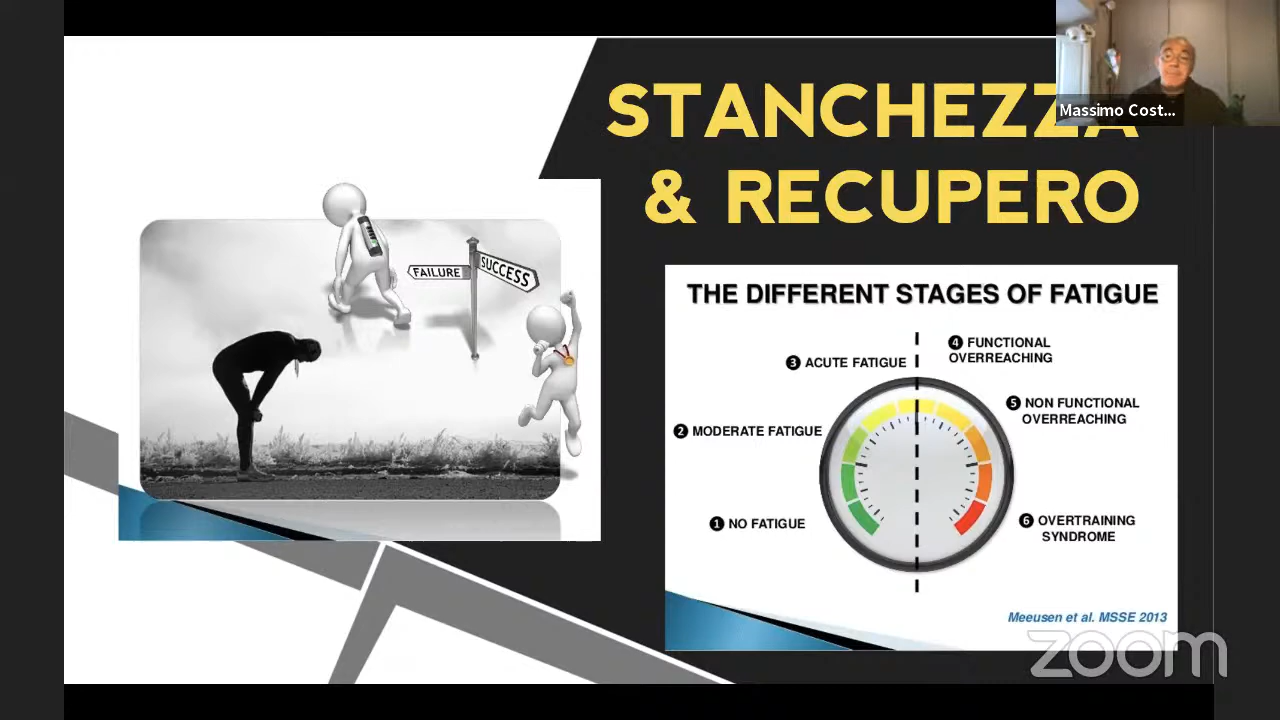 STANCHEZZA
& RECUPERO
Massimo Cost...
FAILURE
SUCCESS
THE DIFFERENT STAGES OF FATIGUE
4 FUNCTIONAL
OVERREACHING
3 ACUTE FATIGUE
5 NON FUNCTIONAL
OVERREACHING
2 MODERATE FATIGUE
1 NO FATIGUE
6 OVERTRAINING
SYNDROME
Meeusen et al. MSSE 2013
zoom